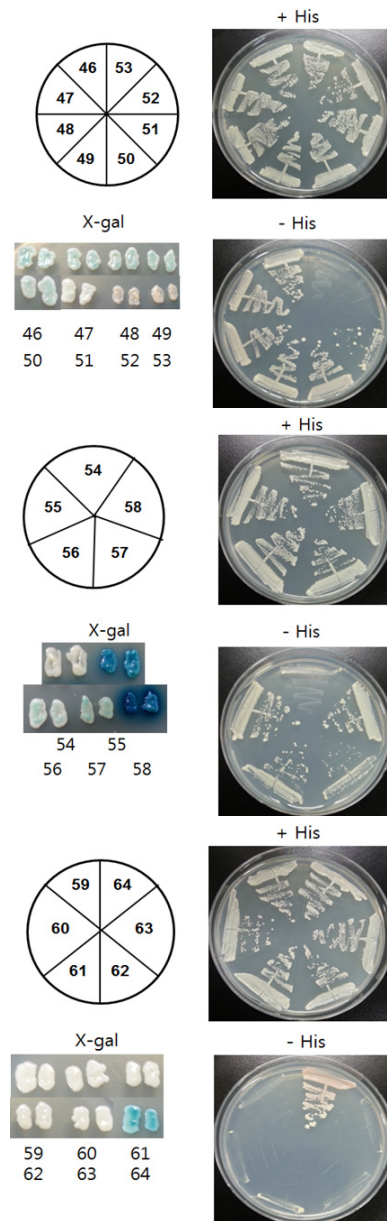 + His
46 53
47 52
48 51
49 50
X-gal
- His
46 47 48 49
50 51 52 53
+ His
54
55 58
56 57
X-gal
- His
54 55
56 57 58
+ His
59 64
60 63
61 62
X-gal
- His
59 60 61
62 63 64